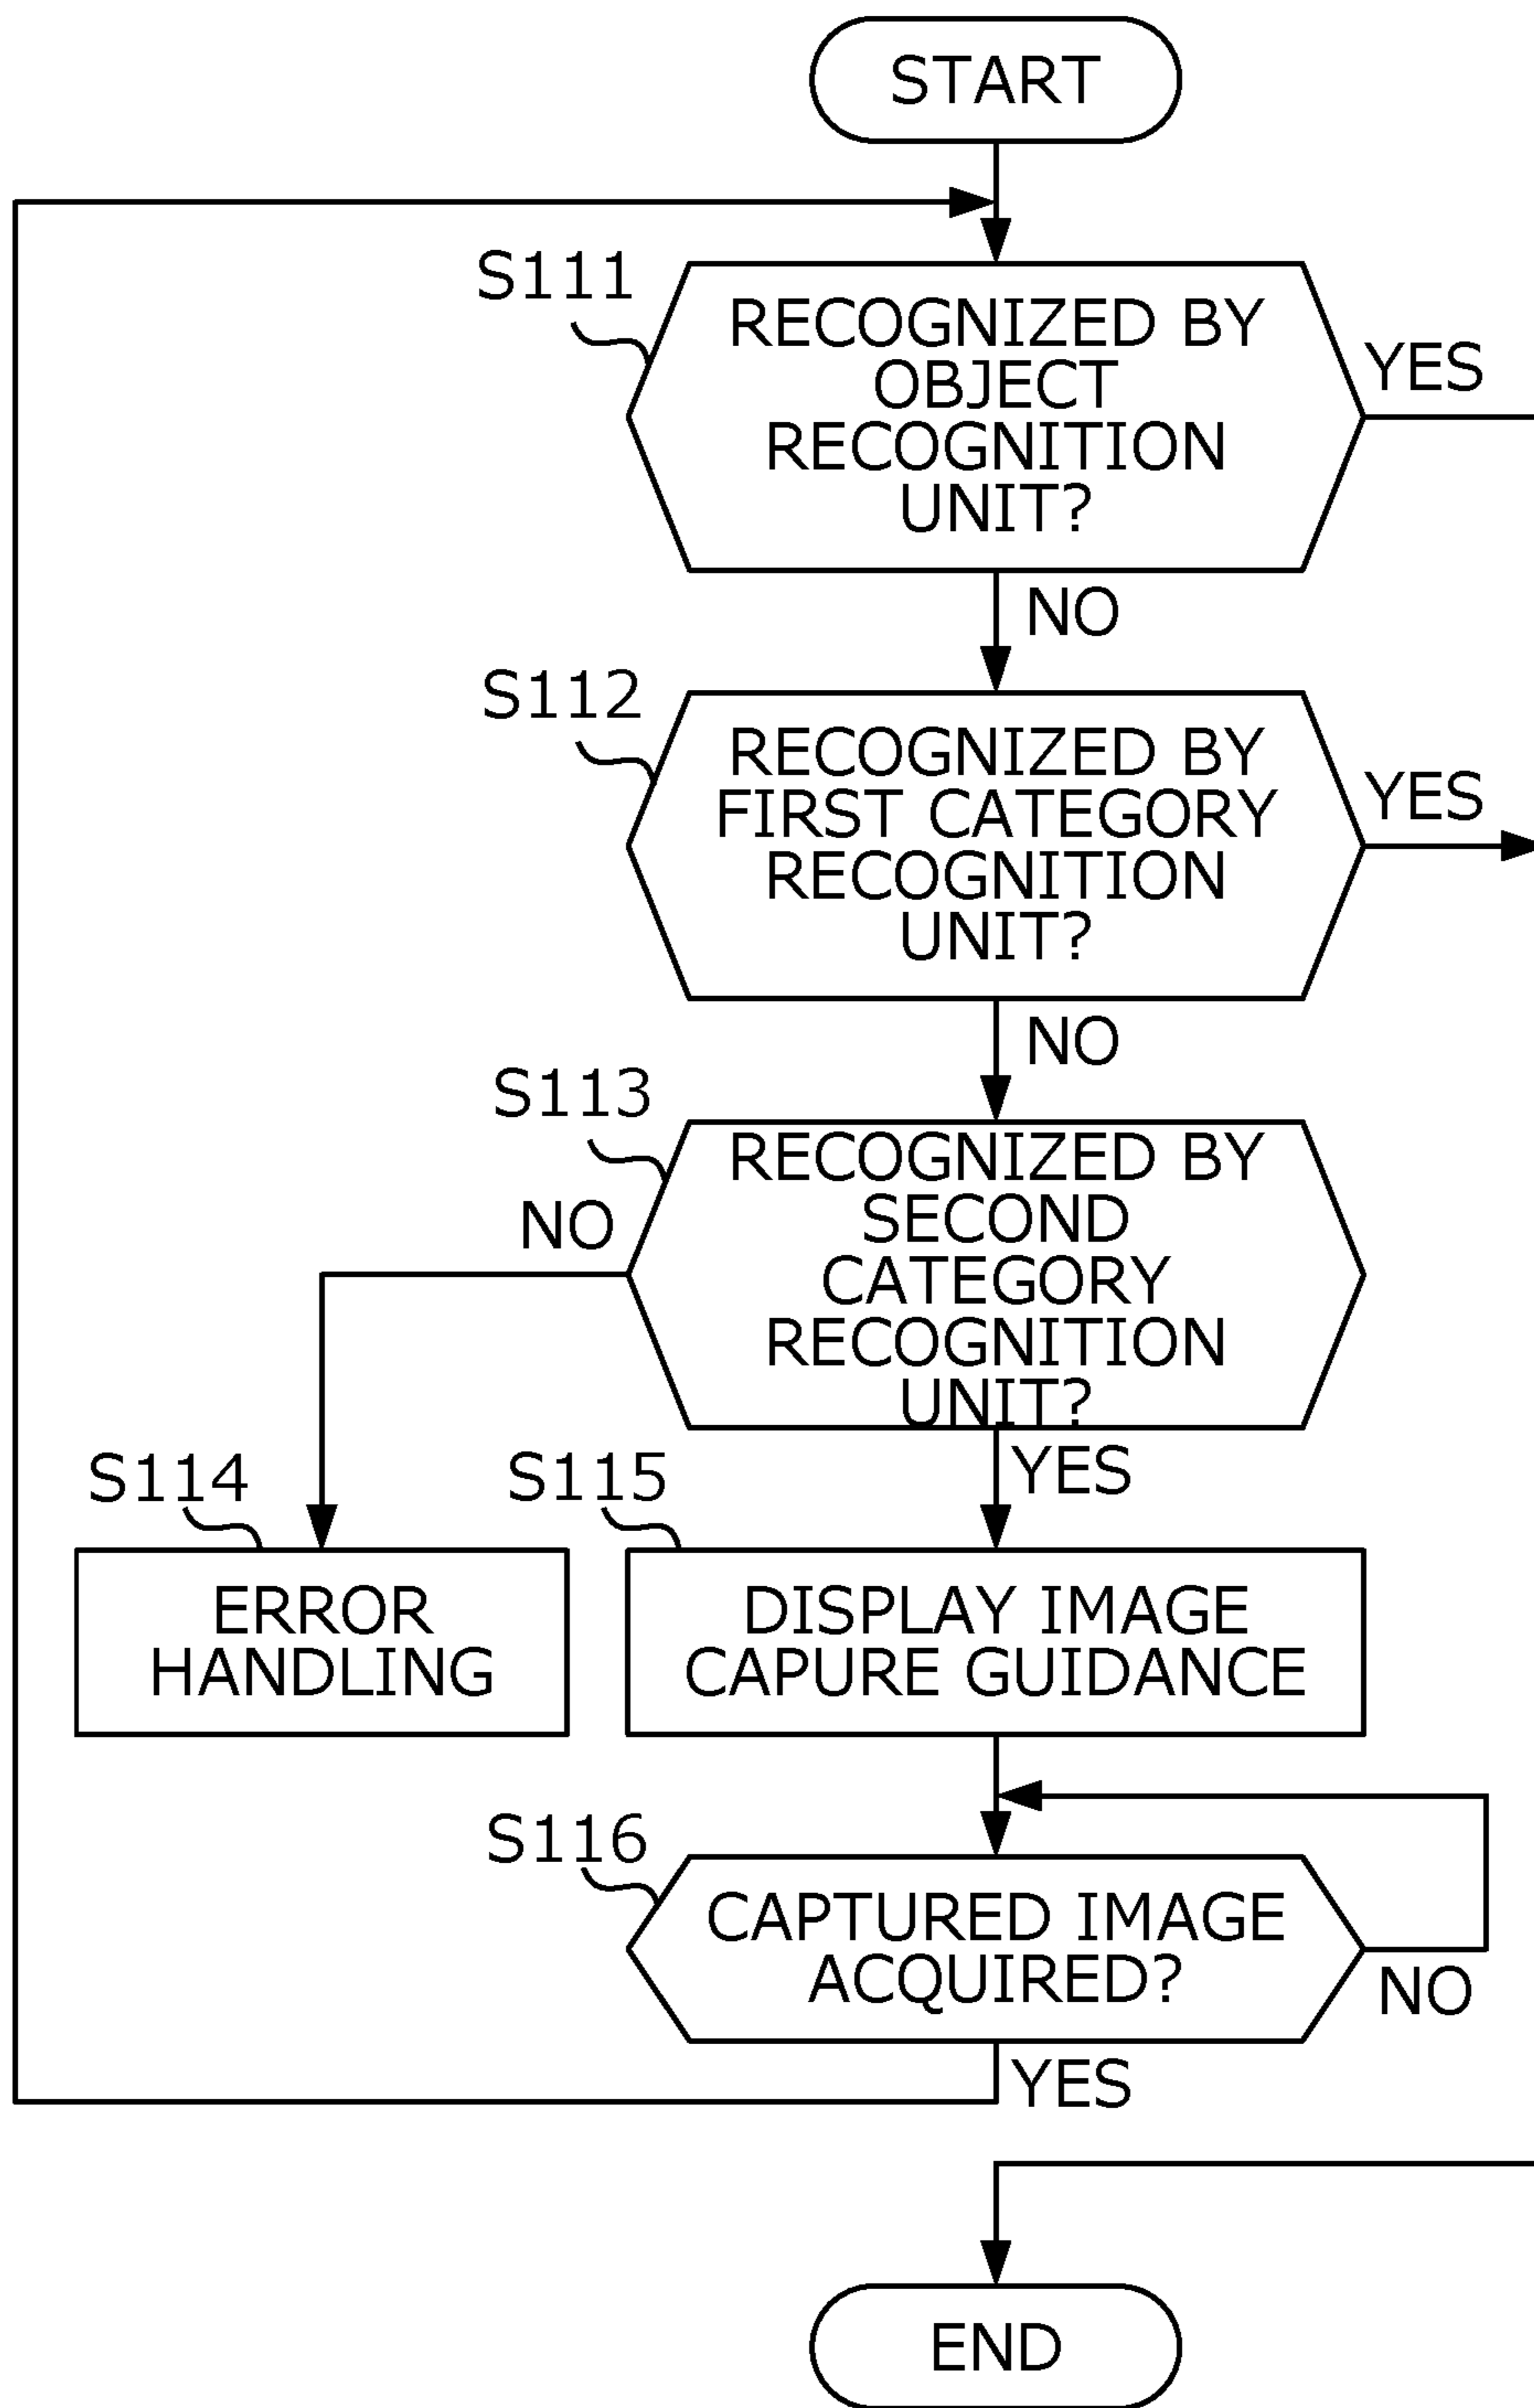 START
S111
RECOGNIZED BY
OBJECT
RECOGNITION
UNIT?
YES
NO
S112
RECOGNIZED BY
FIRST CATEGORY
RECOGNITION
UNIT?
YES
NO
S113
RECOGNIZED BY
SECOND
CATEGORY
RECOGNITION
UNIT?
NO
YES
S114
ERROR
HANDLING
S115
DISPLAY IMAGE
CAPURE GUIDANCE
S116
CAPTURED IMAGE
ACQUIRED?
NO
YES
END